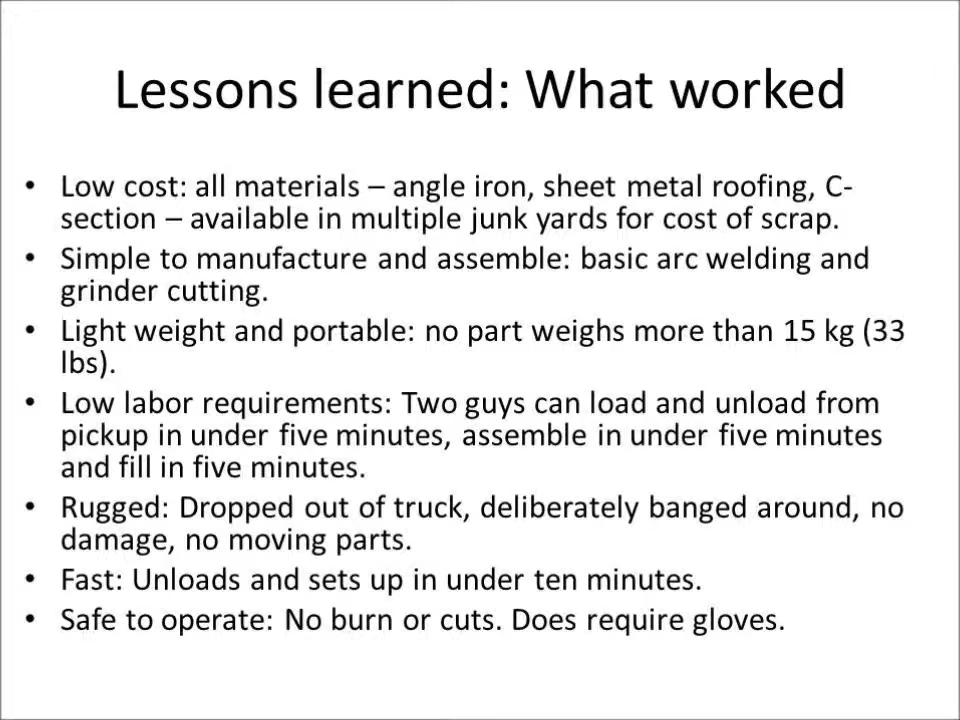 Lessons learned: What worked
• Low cost: all materials – angle iron, sheet metal roofing, C-
section – available in multiple junk yards for cost of scrap.
• Simple to manufacture and assemble: basic arc welding and
grinder cutting.
• Light weight and portable: no part weighs more than 15 kg (33
lbs).
• Low labor requirements: Two guys can load and unload from
pickup in under five minutes, assemble in under five minutes
and fill in five minutes.
• Rugged: Dropped out of truck, deliberately banged around, no
damage, no moving parts.
• Fast: Unloads and sets up in under ten minutes.
• Safe to operate: No burn or cuts. Does require gloves.